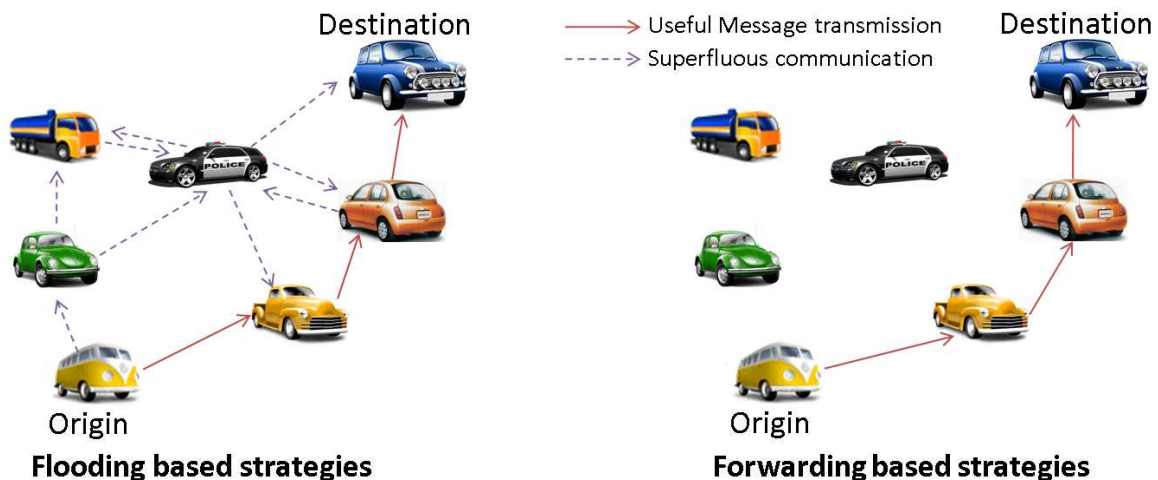 Destination
Useful Message transmission
Superfluous communication
Destination
POLICE
POLICE
Origin
Origin
Flooding based strategies
Forwarding based strategies